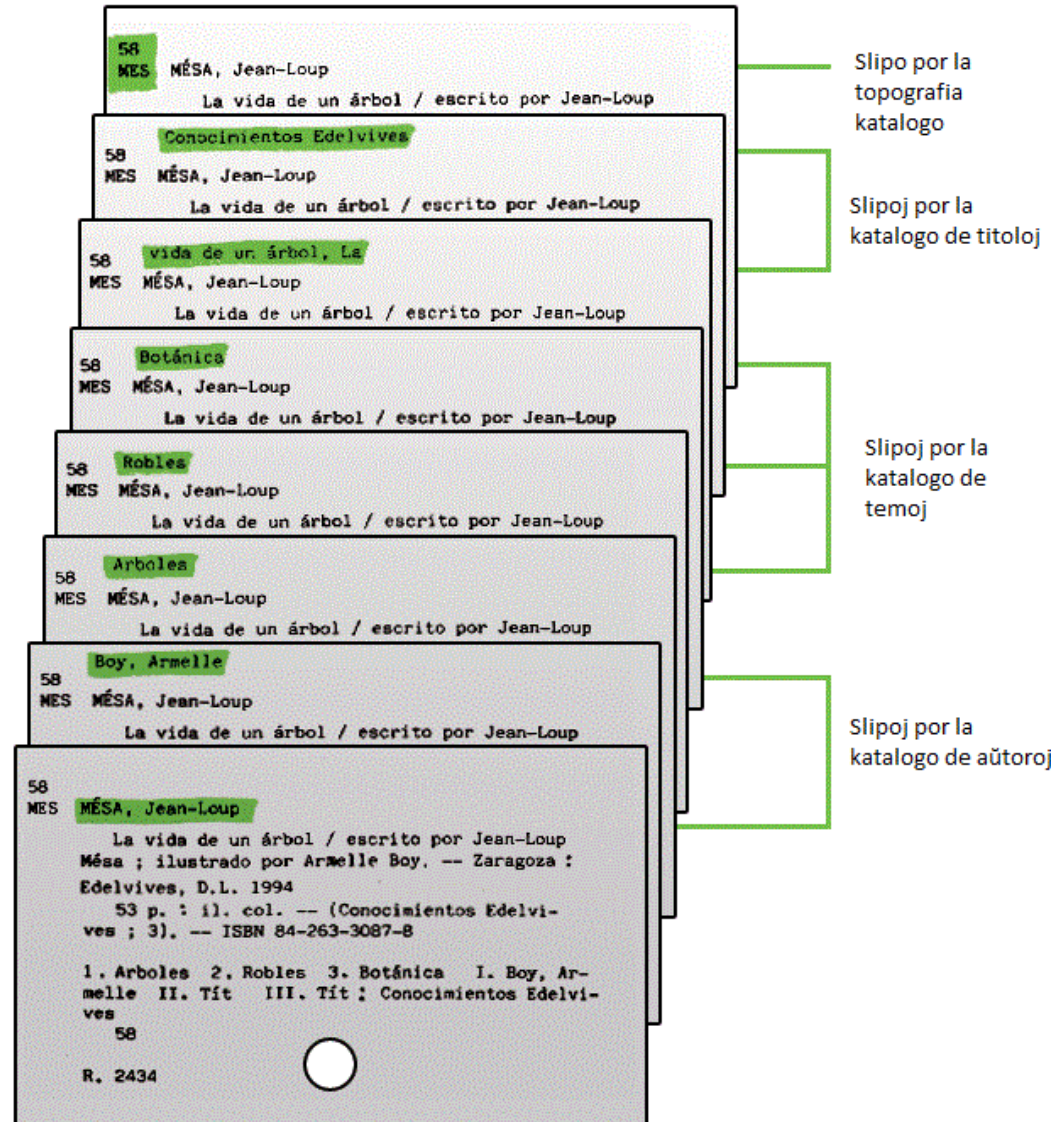 58
MES MÉSA, Jean-Loup
La vida de un árbol / escrito por Jean-Loup
Conocimientos Edelvives
58
MES MÉSA, Jean-Loup
La vida de un árbol / escrito por Jean-Loup
vida de un árbol, La
58
MES MÉSA, Jean-Loup
La vida de un árbol / escrito por Jean-Loup
Botánica
58
MES MÉSA, Jean-Loup
La vida de un árbol / escrito por Jean-Loup
Robles
58
MES MÉSA, Jean-Loup
La vida de un árbol / escrito por Jean-Loup
Arboles
58
MES MÉSA, Jean-Loup
La vida de un árbol / escrito por Jean-Loup
Boy, Armelle
58
MES MÉSA, Jean-Loup
La vida de un árbol / escrito por Jean-Loup
58
MES MÉSA, Jean-Loup
La vida de un árbol / escrito por Jean-Loup
Mésa ; ilustrado por Armelle Boy. -- Zaragoza :
Edelvives, D.L. 1994
53 p. : il. col. -- (Conocimientos Edelvi-
ves ; 3). -- ISBN 84-263-3087-8
1. Arboles 2. Robles 3. Botánica I. Boy, Ar-
melle II. Tít III. Tít : Conocimientos Edelvi-
ves
58
R. 2434
Slipo por la
topografia
katalogo
Slipoj por la
katalogo de titoloj
Slipoj por la
katalogo de
temoj
Slipoj por la
katalogo de aŭtoroj